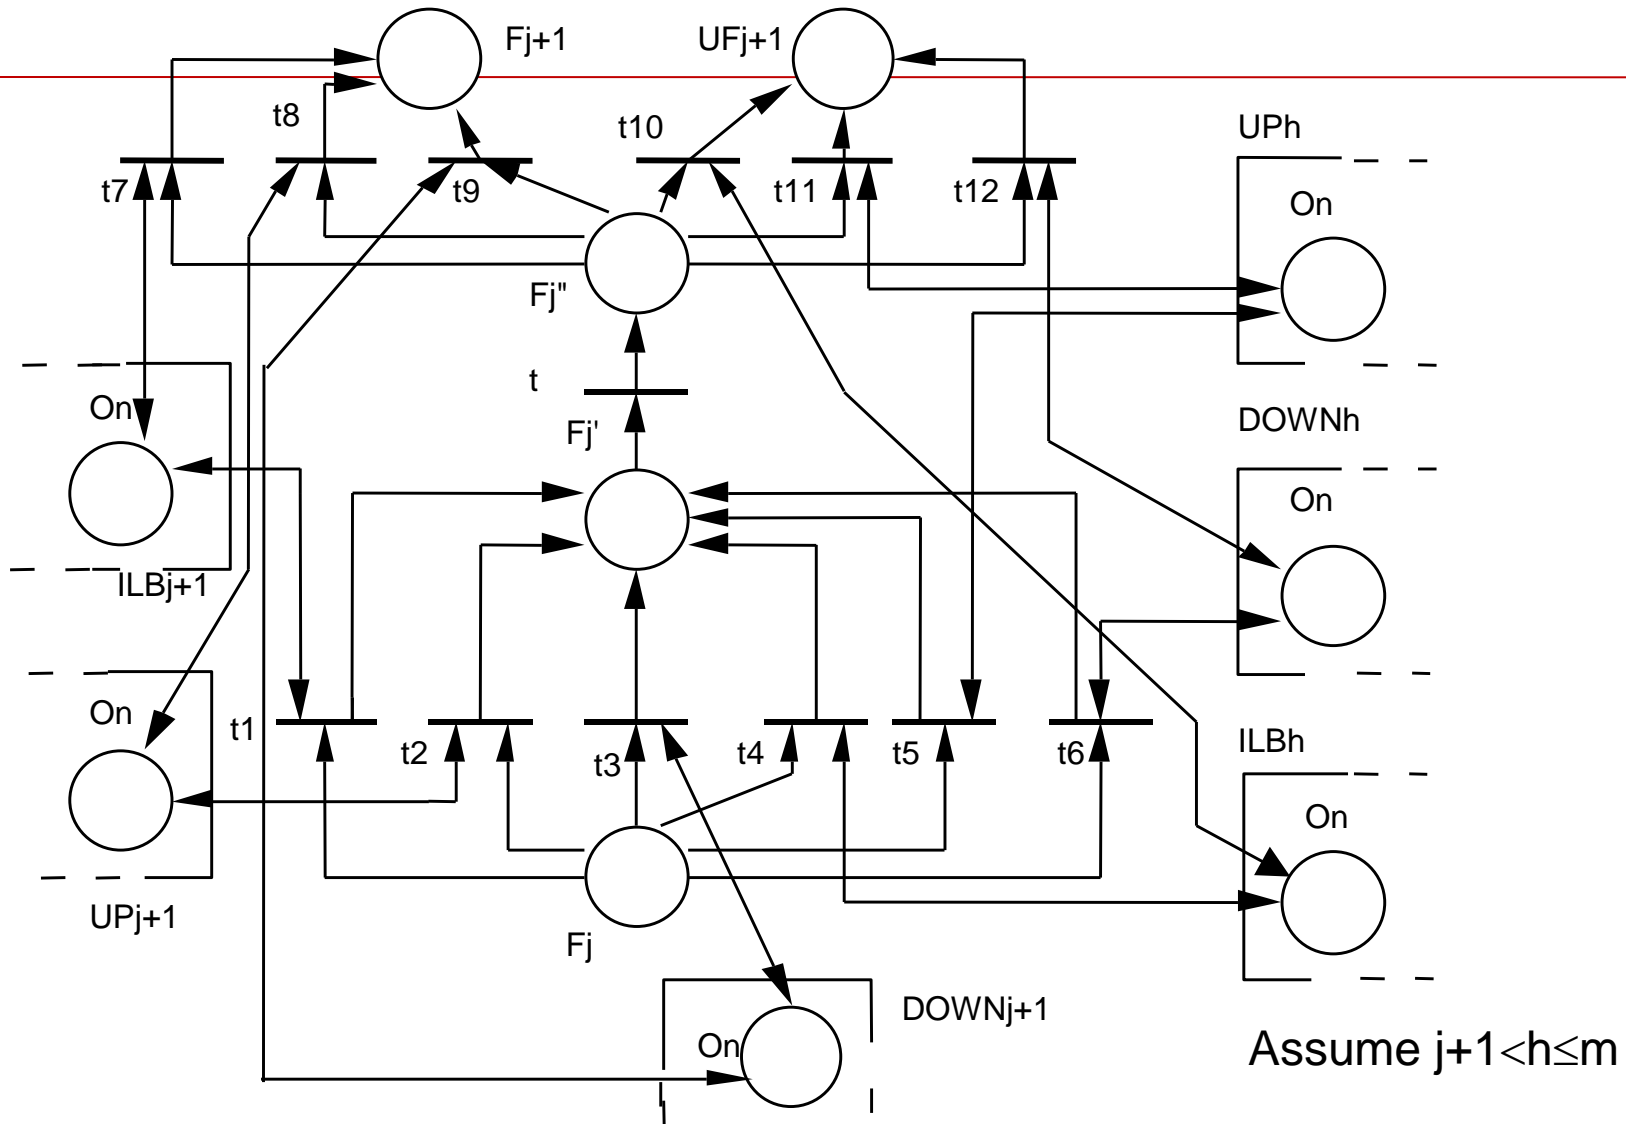 Fj+1
UFj+1
t8
t10
UPh
t7
t9
t11
t12
On
Fj"
t
On
Fj'
DOWNh
On
ILBj+1
On
t1
t2
t3
t4
t5
t6
ILBh
On
UPj+1
Fj
DOWNj+1
On
Assume j+1<h≤m